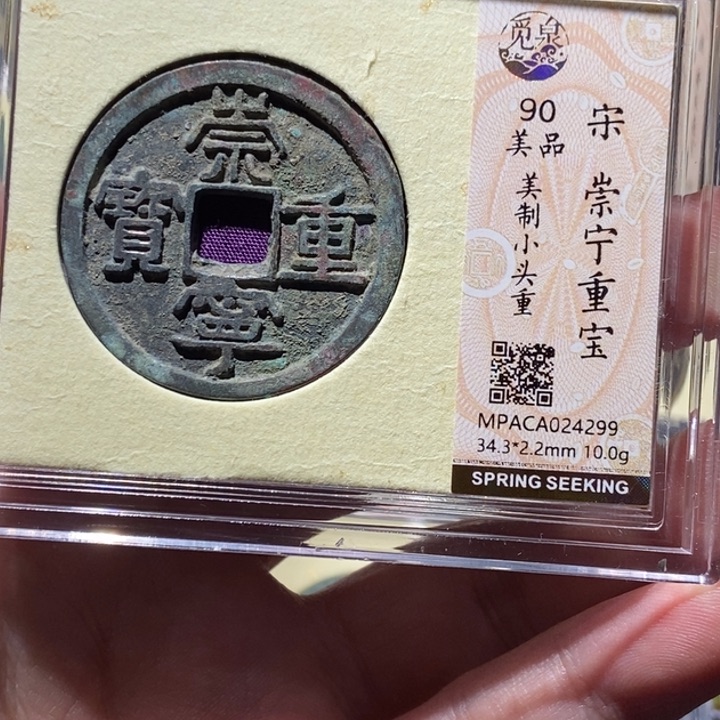 崇
寧
重
寶
觅泉
90
美品
美制小头重
宋 崇宁重宝
MPACA024299
34.3*2.2mm 10.0g
SPRING SEEKING